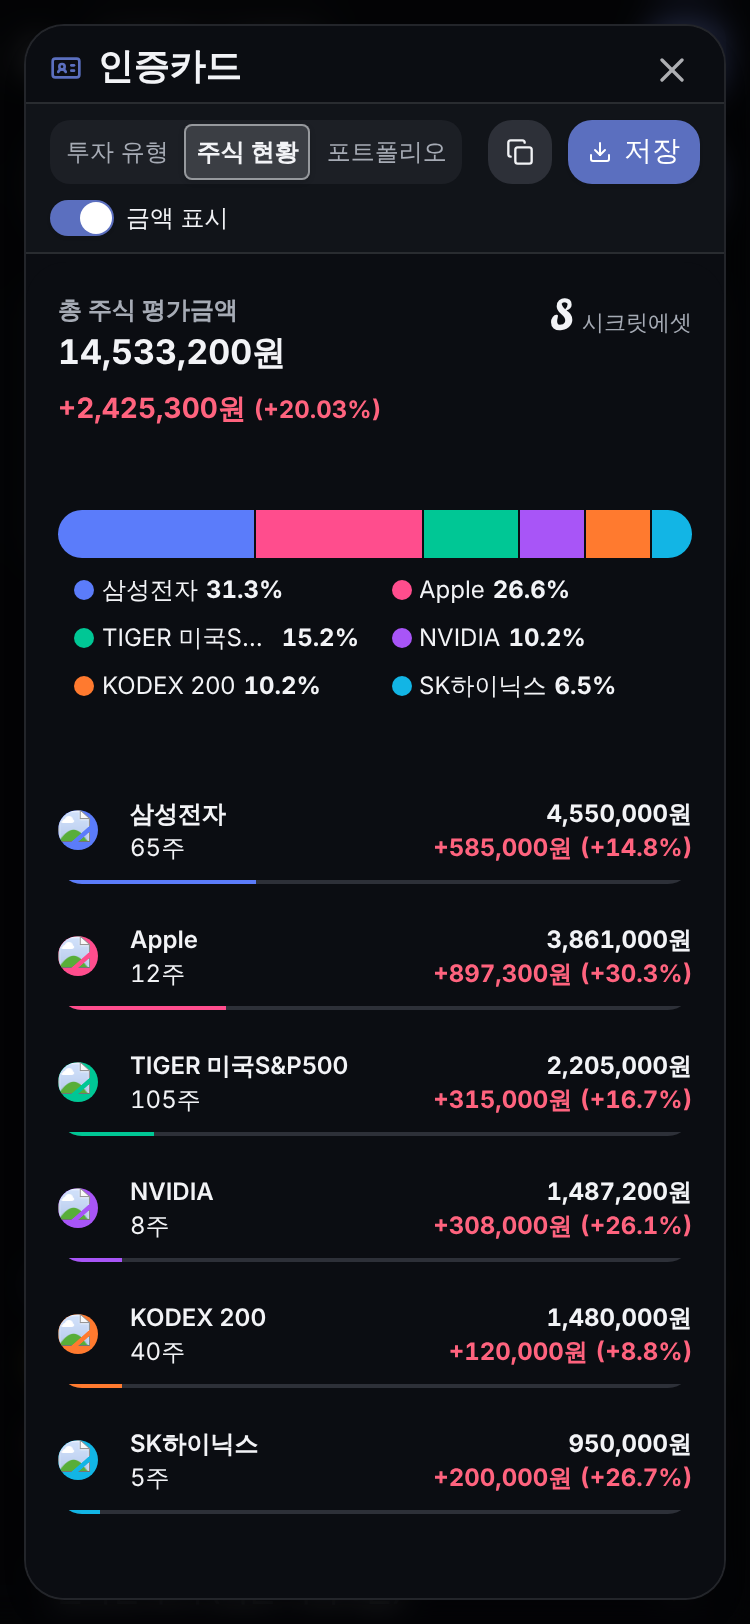 인증카드
투자 유형 주식 현황 포트폴리오 저장
금액 표시
총 주식 평가금액
시크릿에셋
14,533,200원
+2,425,300원 (+20.03%)
삼성전자 31.3% Apple 26.6%
TIGER 미국S... 15.2% NVIDIA 10.2%
KODEX 200 10.2% SK하이닉스 6.5%
삼성전자 4,550,000원
65주 +585,000원 (+14.8%)
Apple 3,861,000원
12주 +897,300원 (+30.3%)
TIGER 미국S&P500 2,205,000원
105주 +315,000원 (+16.7%)
NVIDIA 1,487,200원
8주 +308,000원 (+26.1%)
KODEX 200 1,480,000원
40주 +120,000원 (+8.8%)
SK하이닉스 950,000원
5주 +200,000원 (+26.7%)